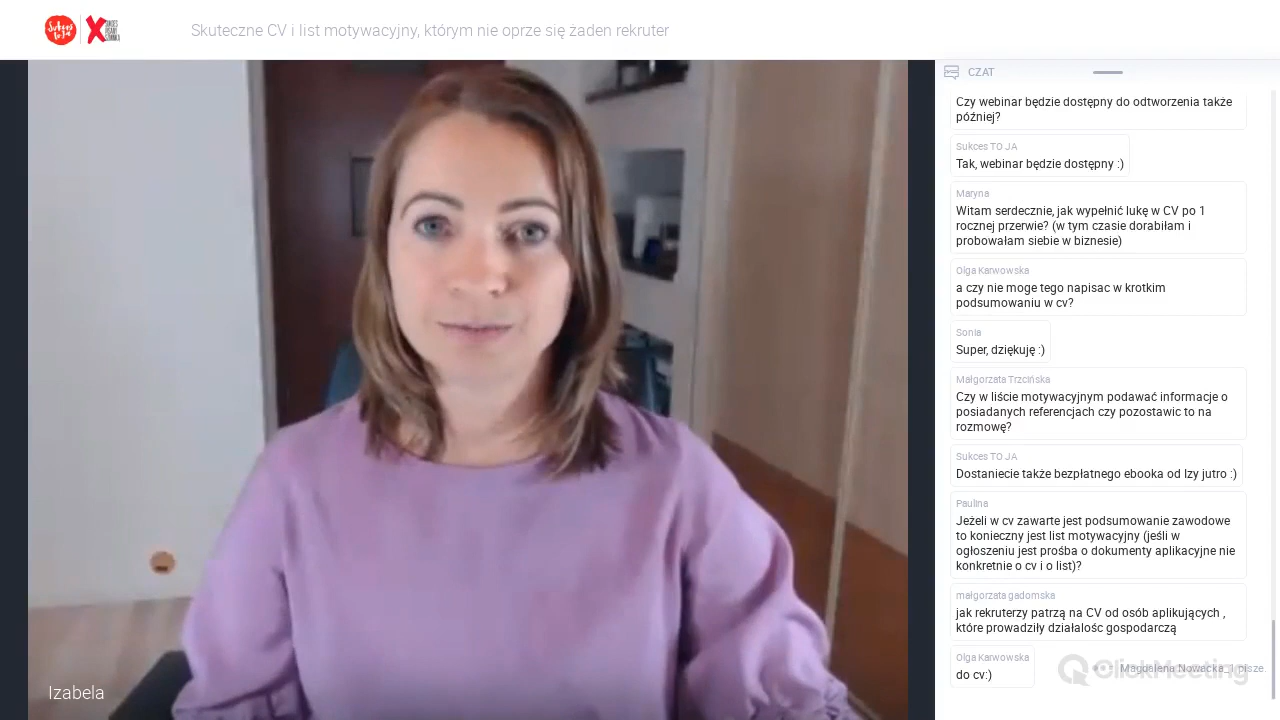 Sukces to Ja
Skuteczne CV i list motywacyjny, którym nie oprze się żaden rekruter
CZAT
Czy webinar będzie dostępny do odtworzenia także
później?
Sukces TO JA
Tak, webinar będzie dostępny :)
Maryna
Witam serdecznie, jak wypełnić lukę w CV po 1
rocznej przerwie? (w tym czasie dorabiłam i
probowałam siebie w biznesie)
Olga Karwowska
a czy nie moge tego napisac w krotkim
podsumowaniu w cv?
Sonia
Super, dziękuję :)
Małgorzata Trzcińska
Czy w liście motywacyjnym podawać informacje o
posiadanych referencjach czy pozostawic to na
rozmowę?
Sukces TO JA
Dostaniecie także bezpłatnego ebooka od Izy jutro :)
Paulina
Jeżeli w cv zawarte jest podsumowanie zawodowe
to konieczny jest list motywacyjny (jeśli w
ogłoszeniu jest prośba o dokumenty aplikacyjne nie
konkretnie o cv i o list)?
małgorzata gadomska
jak rekruterzy patrzą na CV od osób aplikujących ,
które prowadziły działalośc gospodarczą
Olga Karwowska
do cv:)
Magdalena Nowacka_1 pisze.
ClickMeeting
Izabela